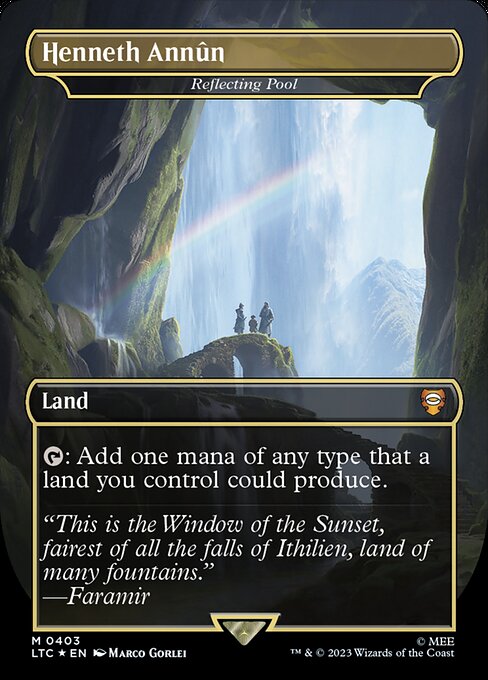 Henneth Annûn
Reflecting Pool
Land
: Add one mana of any type that a
land you control could produce.
“This is the Window of the Sunset,
fairest of all the falls of Ithilien, land of
many fountains.”
—Faramir
M 0403
LTC ★ EN Marco Gorlei
© MEE
™ & © 2023 Wizards of the Coast